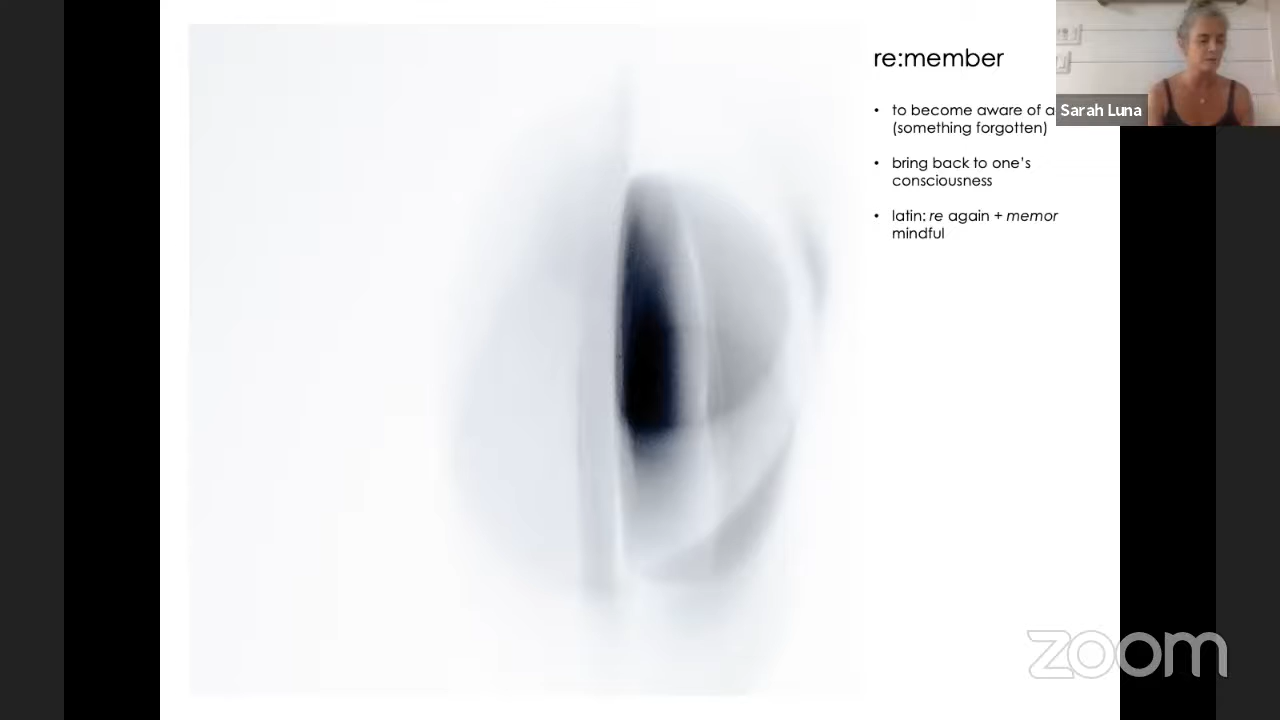 re:member
• to become aware of a
(something forgotten)
• bring back to one's
consciousness
• latin: re again + memor
mindful
Sarah Luna
zoom